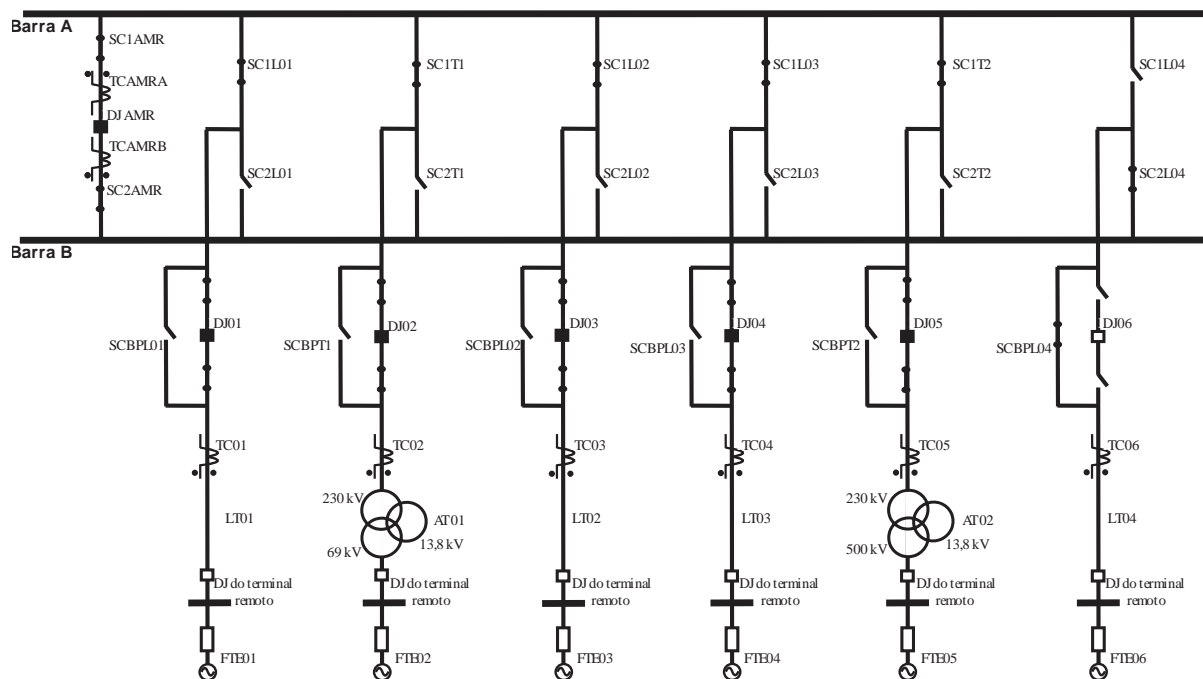 Barra A
SC1AMR
SC1L01
SC1T1
SC1L02
SC1L03
SC1T2
SC1L04
TCAMRA
DJ AMR
TCAMRB
SC2AMR
SC2L01
SC2T1
SC2L02
SC2L03
SC2T2
SC2L04
Barra B
DJ01
DJ02
DJ03
DJ04
DJ05
DJ06
SCBPL01
SCBPT1
SCBPL02
SCBPL03
SCBPT2
SCBPL04
TC01
TC02
TC03
TC04
TC05
TC06
230 kV
230 kV
LT01
AT01
LT02
LT03
AT02
LT04
69 kV
13,8 kV
500 kV
13,8 kV
DJ do terminal
remoto
DJ do terminal
remoto
DJ do terminal
remoto
DJ do terminal
remoto
DJ do terminal
remoto
DJ do terminal
remoto
FTE01
FTE02
FTE03
FTE04
FTE05
FTE06